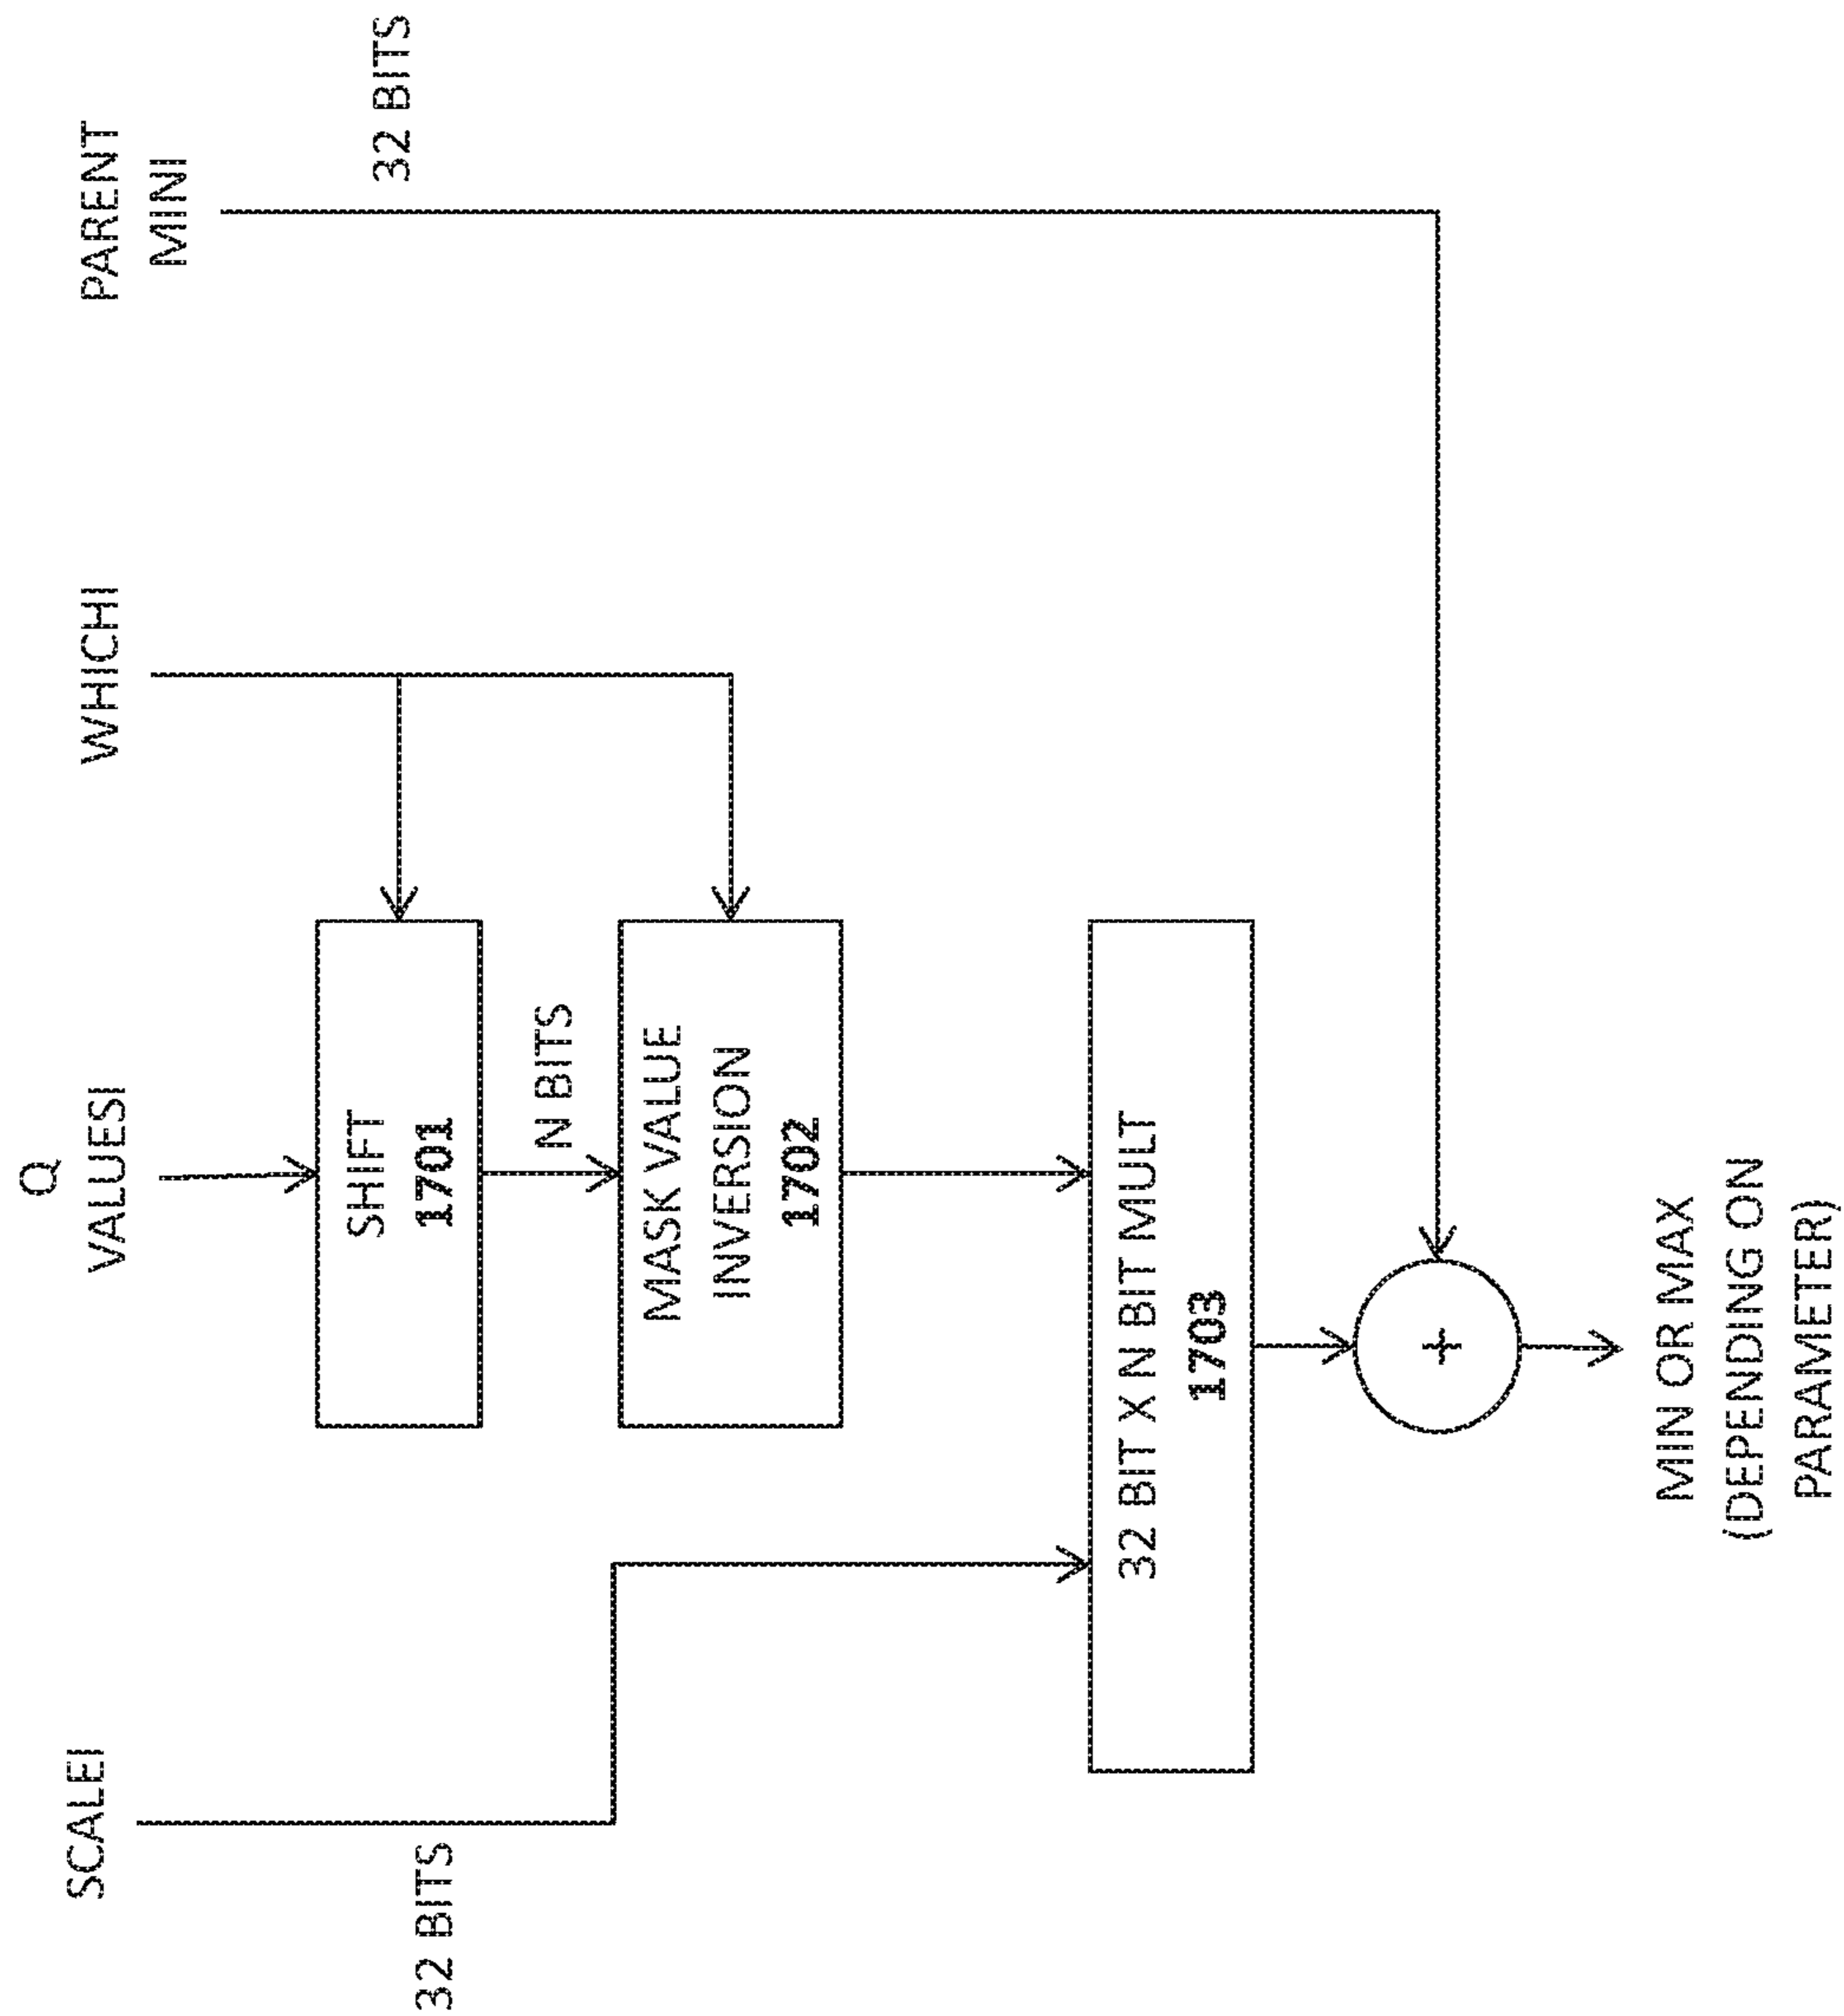 SCALEI
Q
VALUESI
WHICHI
PARENT
MINI
32 BITS
32 BITS
SHIFT
1701
N BITS
MASK VALUE
INVERSION
1702
32 BIT X N BIT MULT
1703
+
MIN OR MAX
(DEPENDING ON
PARAMETER)